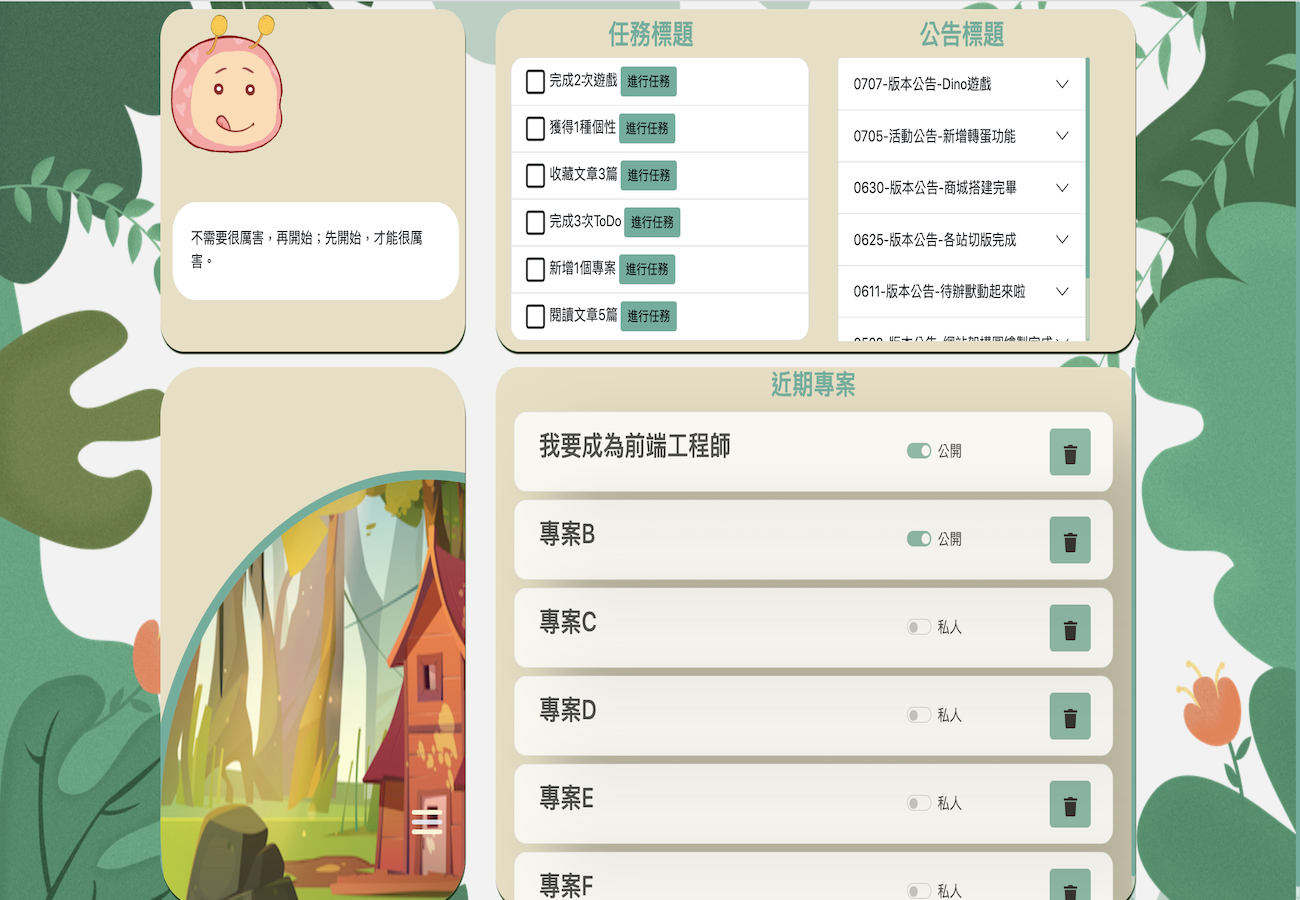 不需要很厲害，再開始；先開始，才能很厲
害。
任務標題
完成2次遊戲 進行任務
獲得1種個性 進行任務
收藏文章3篇 進行任務
完成3次ToDo 進行任務
新增1個專案 進行任務
閱讀文章5篇 進行任務
公告標題
0707-版本公告-Dino遊戲
0705-活動公告-新增轉蛋功能
0630-版本公告-商城搭建完畢
0625-版本公告-各站切版完成
0611-版本公告-待辦獸動起來啦
近期專案
我要成為前端工程師 公開
專案B 公開
專案C 私人
專案D 私人
專案E 私人
專案F 私人